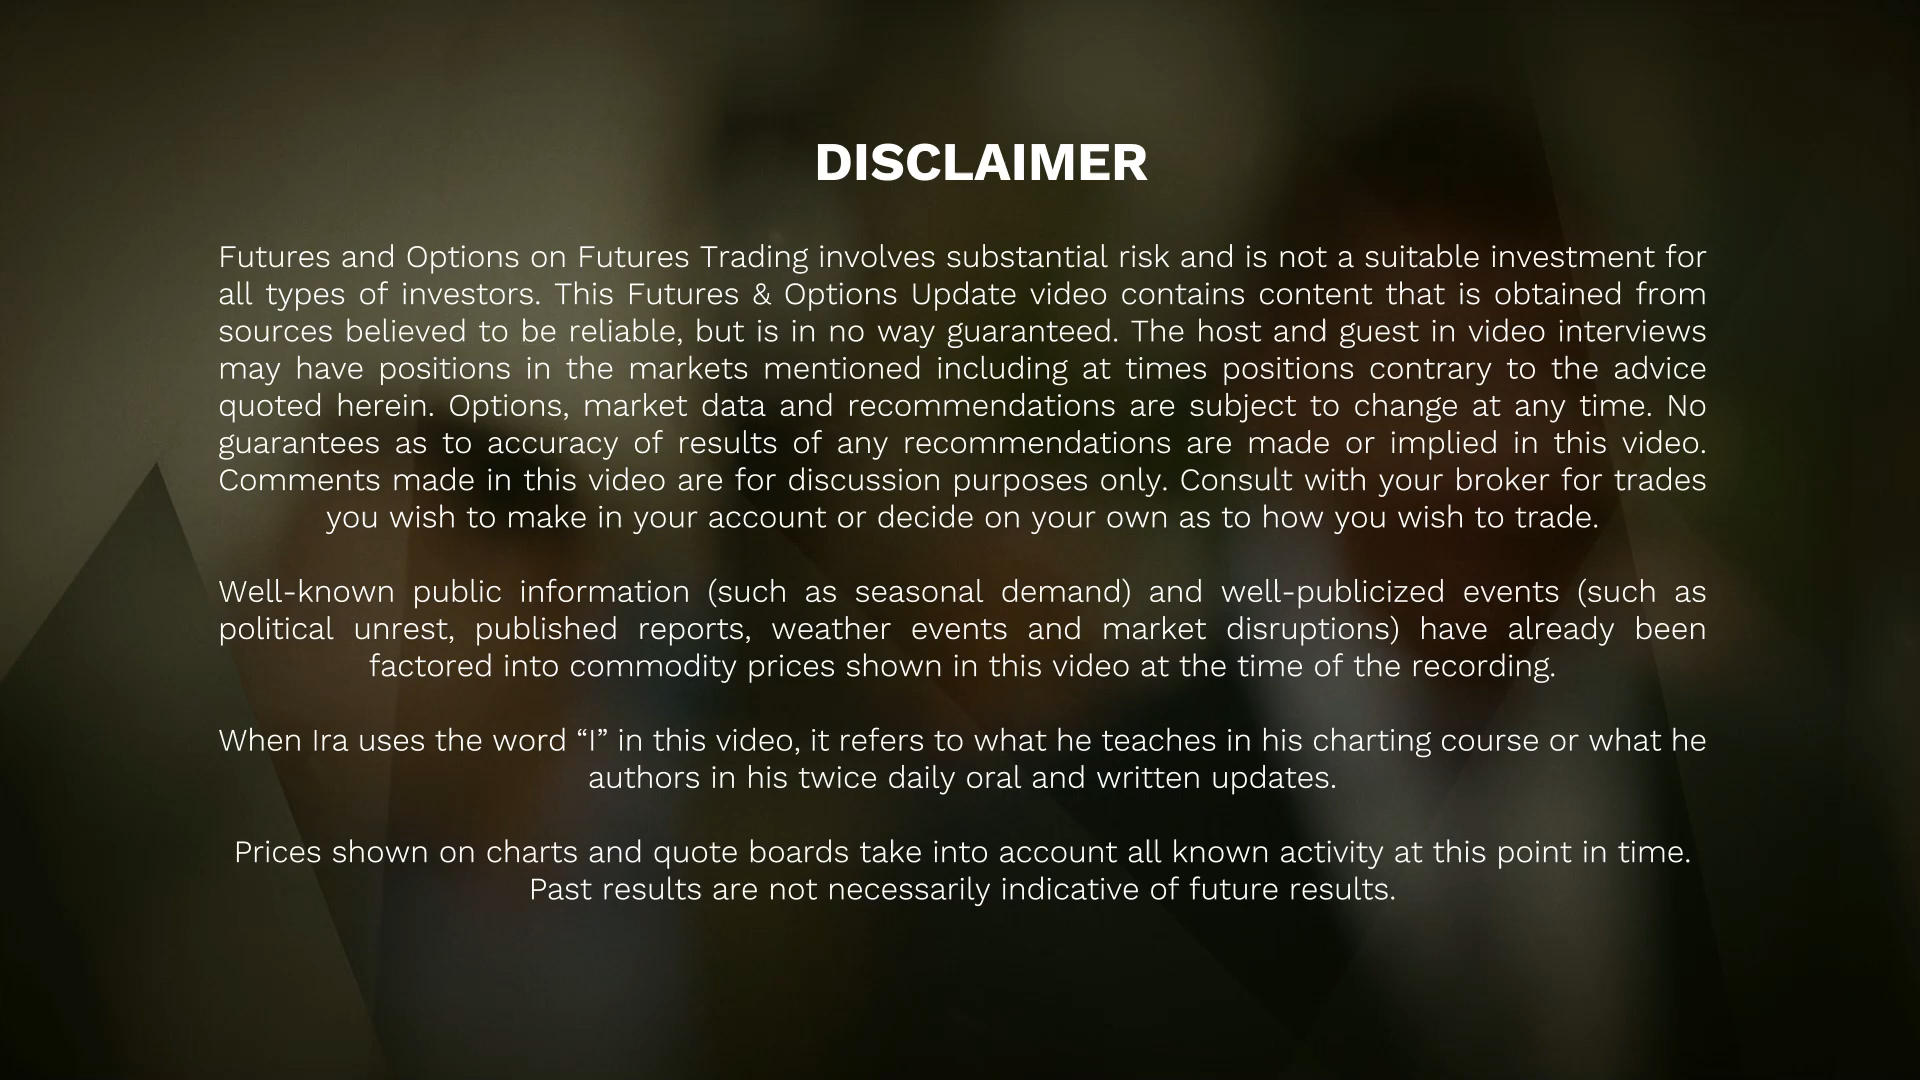 DISCLAIMER
Futures and Options on Futures Trading involves substantial risk and is not a suitable investment for
all types of investors. This Futures & Options Update video contains content that is obtained from
sources believed to be reliable, but is in no way guaranteed. The host and guest in video interviews
may have positions in the markets mentioned including at times positions contrary to the advice
quoted herein. Options, market data and recommendations are subject to change at any time. No
guarantees as to accuracy of results of any recommendations are made or implied in this video.
Comments made in this video are for discussion purposes only. Consult with your broker for trades
you wish to make in your account or decide on your own as to how you wish to trade.
Well-known public information (such as seasonal demand) and well-publicized events (such as
political unrest, published reports, weather events and market disruptions) have already been
factored into commodity prices shown in this video at the time of the recording.
When Ira uses the word “I” in this video, it refers to what he teaches in his charting course or what he
authors in his twice daily oral and written updates.
Prices shown on charts and quote boards take into account all known activity at this point in time.
Past results are not necessarily indicative of future results.